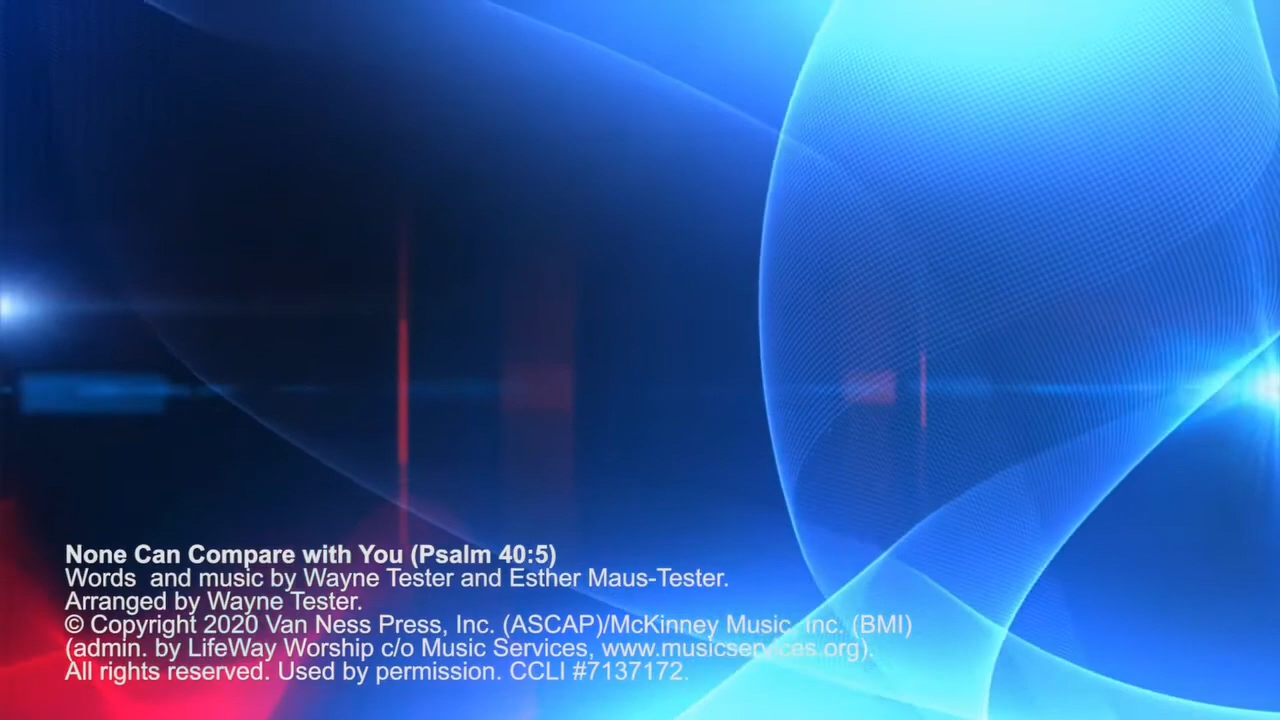 None Can Compare with You (Psalm 40:5)
Words  and music by Wayne Tester and Esther Maus-Tester.
Arranged by Wayne Tester.
© Copyright 2020 Van Ness Press, Inc. (ASCAP)/McKinney Music, Inc. (BMI)
(admin. by LifeWay Worship c/o Music Services, www.musicservices.org).
All rights reserved. Used by permission. CCLI #7137172.